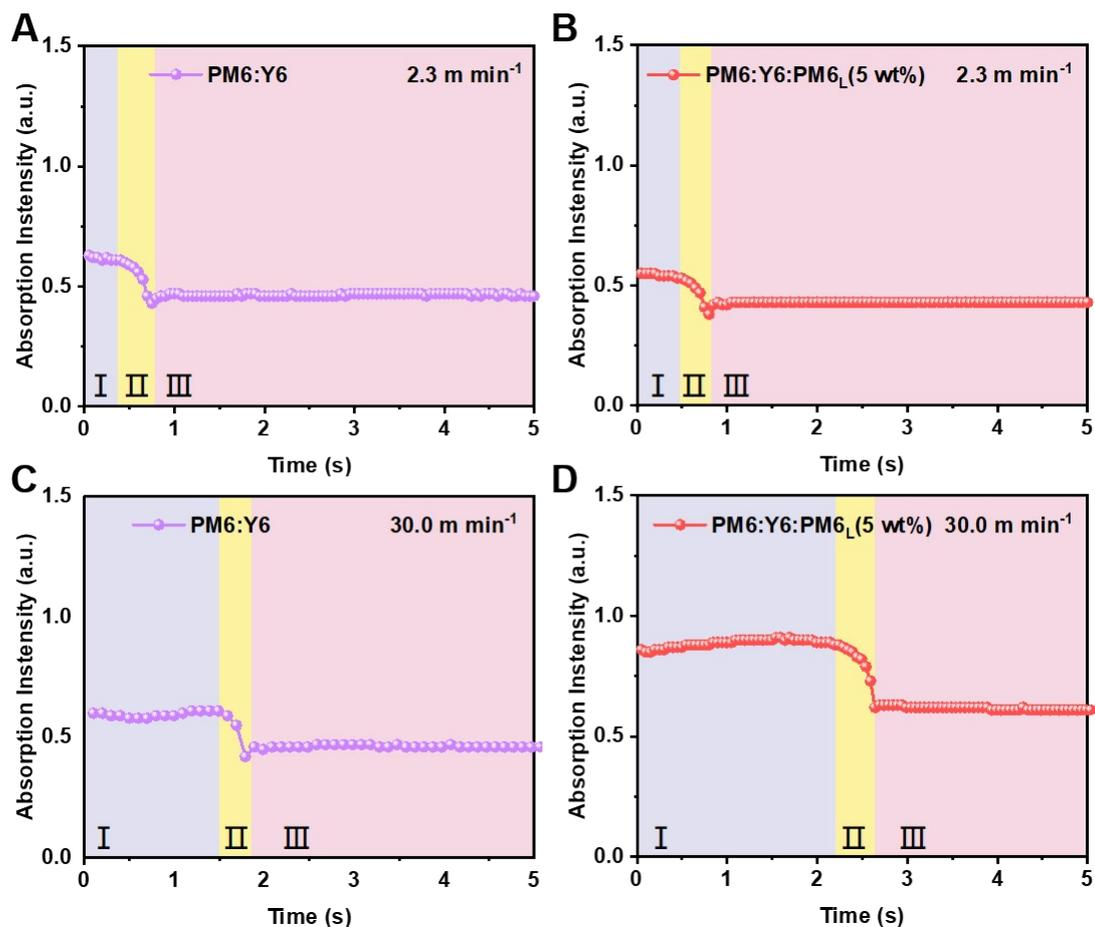 A
1.5
PM6:Y6 2.3 m min⁻¹
1.0
0.5
0.0
Absorption Instensity (a.u.)
I II III
0 1 2 3 4 5
Time (s)
B
1.5
PM6:Y6:PM6L(5 wt%) 2.3 m min⁻¹
1.0
0.5
0.0
Absorption Instensity (a.u.)
I II III
0 1 2 3 4 5
Time (s)
C
1.5
PM6:Y6 30.0 m min⁻¹
1.0
0.5
0.0
Absorption Instensity (a.u.)
I II III
0 1 2 3 4 5
Time (s)
D
1.5
PM6:Y6:PM6L(5 wt%) 30.0 m min⁻¹
1.0
0.5
0.0
Absorption Instensity (a.u.)
I II III
0 1 2 3 4 5
Time (s)